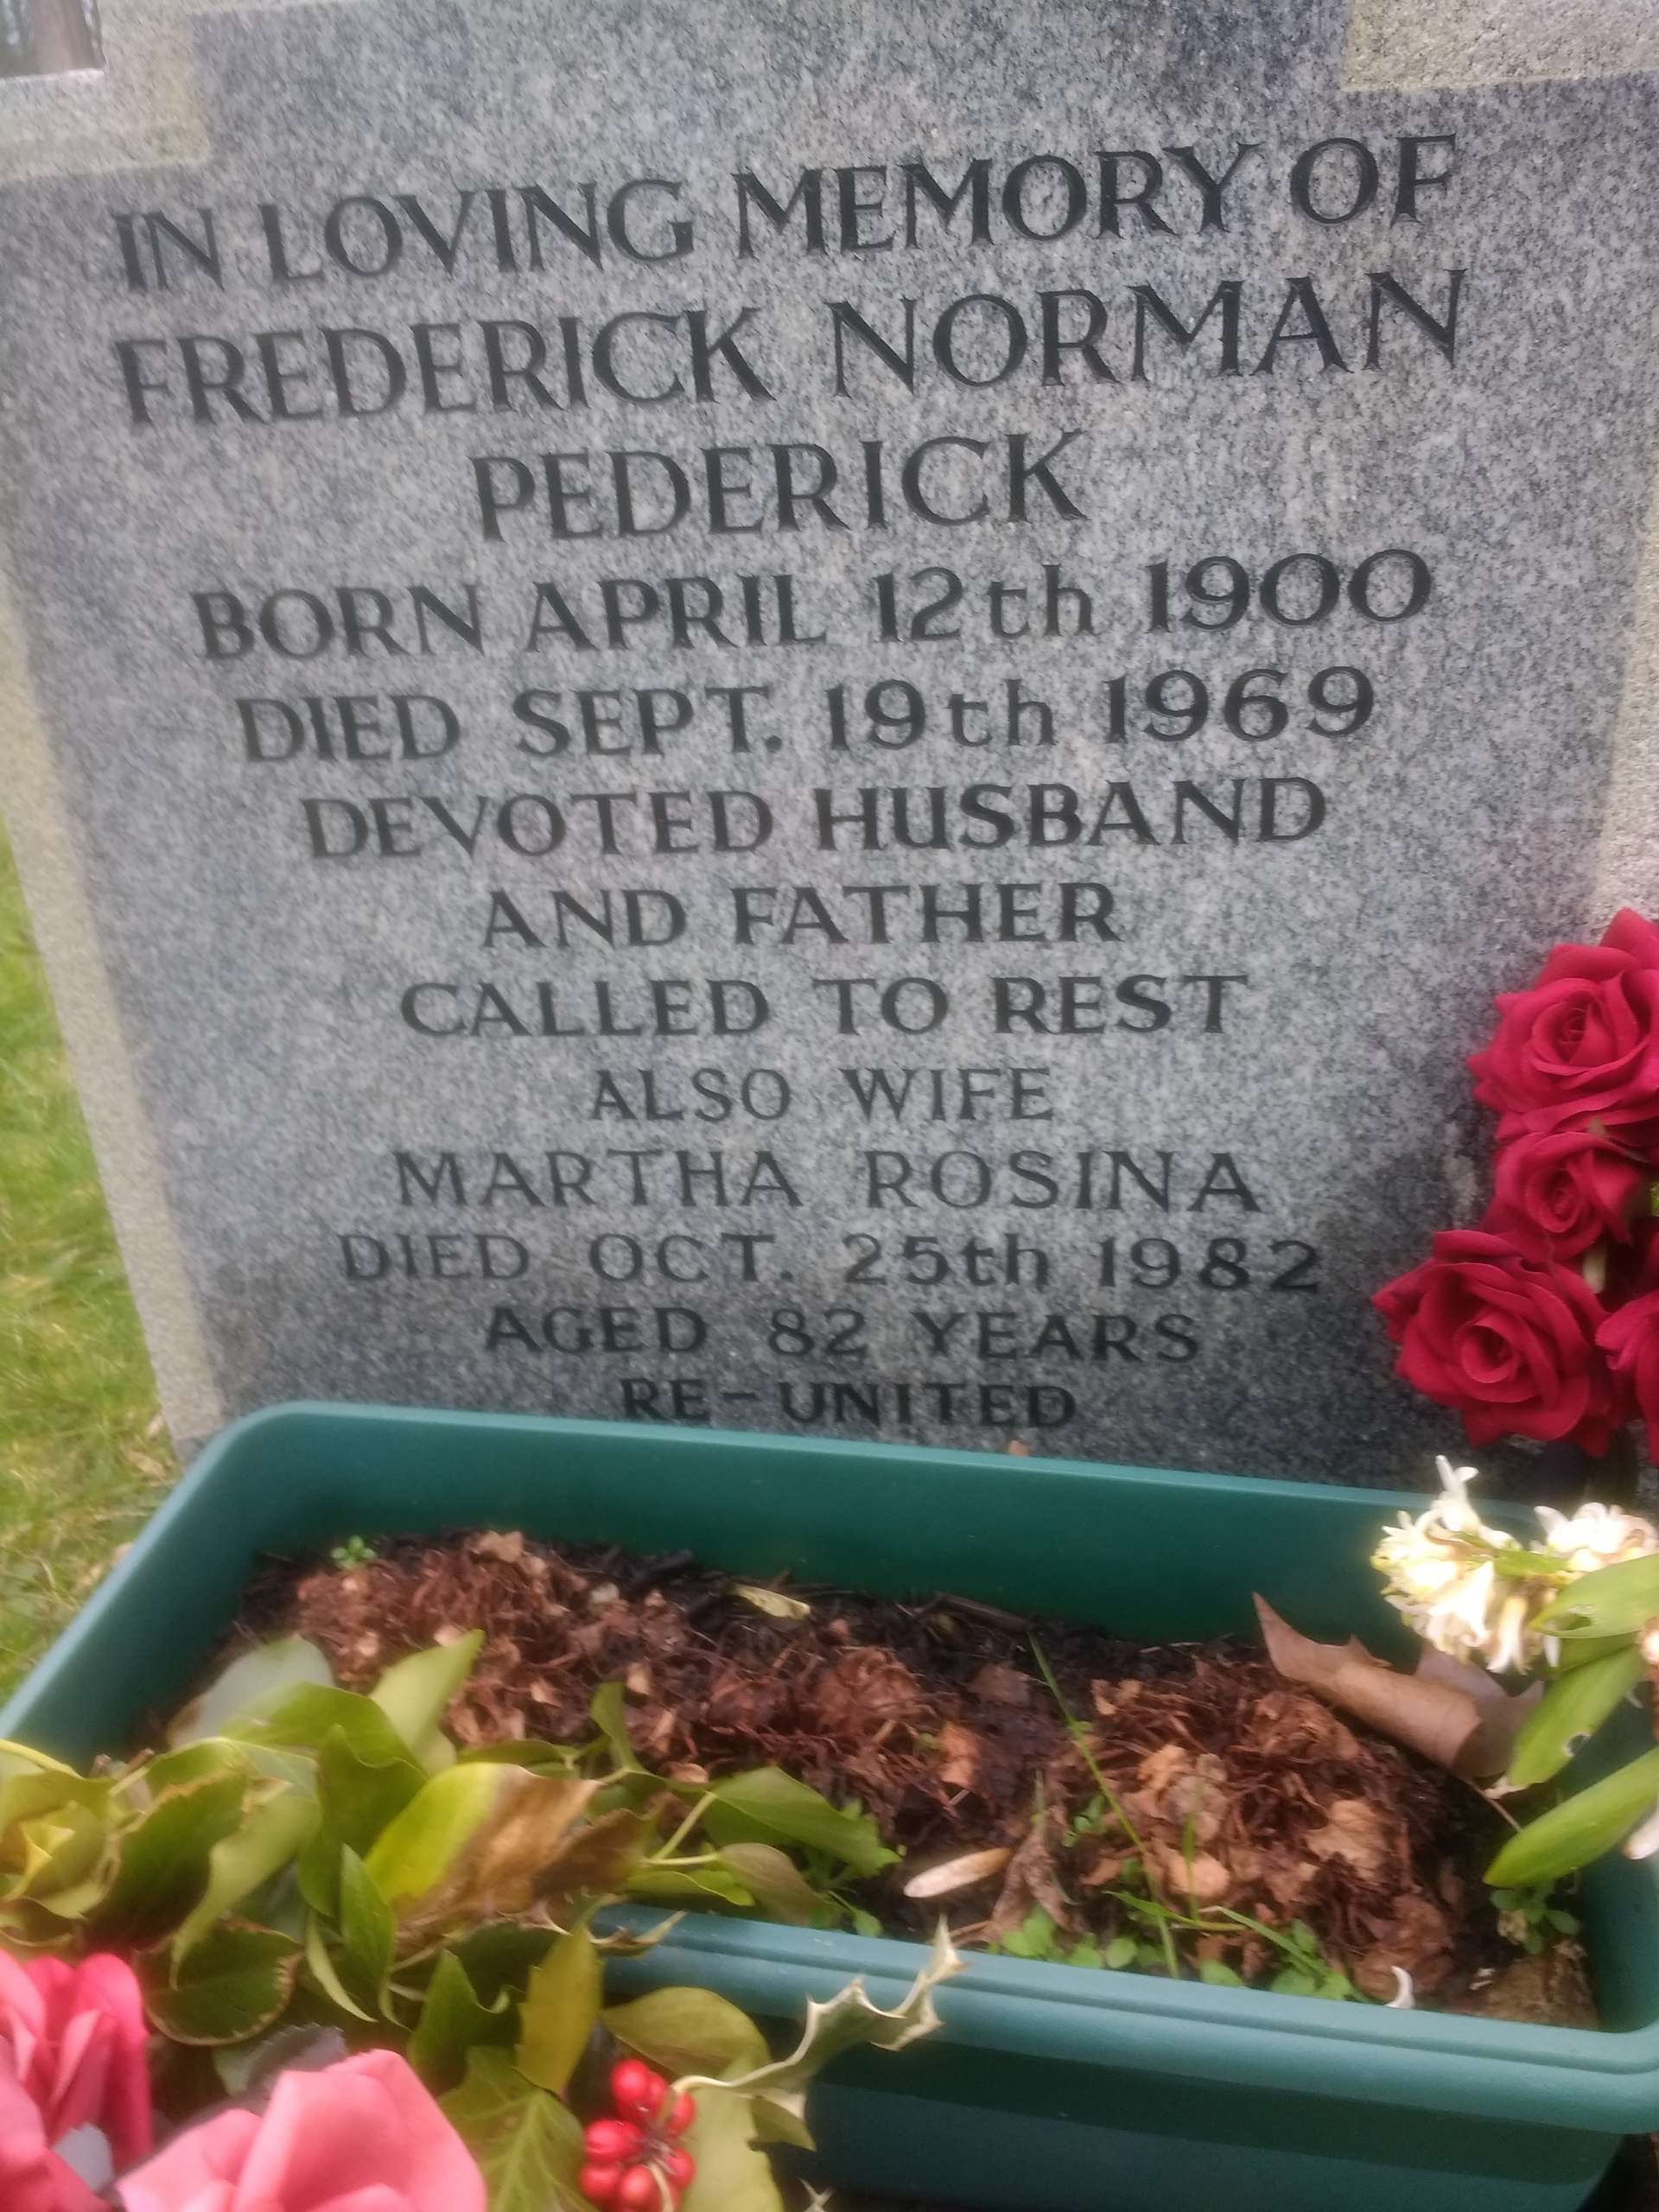 IN LOVING MEMORY OF
FREDERICK NORMAN
PEDERICK
BORN APRIL 12th 1900
DIED SEPT. 19th 1969
DEVOTED HUSBAND
AND FATHER
CALLED TO REST
ALSO WIFE
MARTHA ROSINA
DIED OCT. 25th 1982
AGED 82 YEARS
RE-UNITED